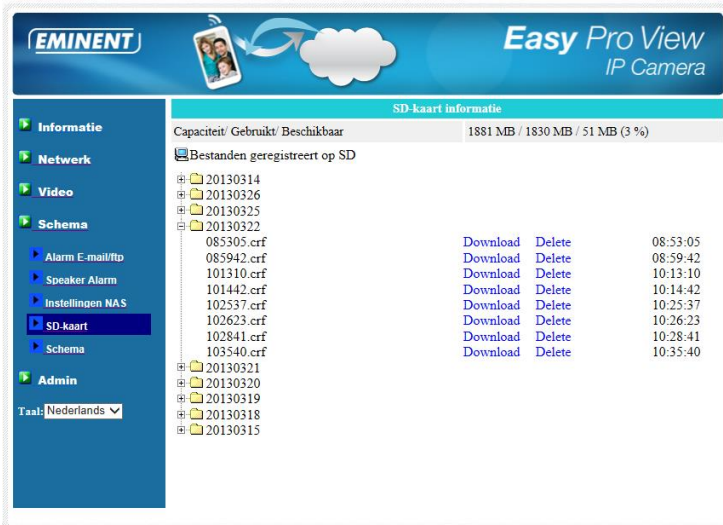 EMINENT
Easy Pro View
IP Camera
Informatie
Netwerk
Video
Schema
Alarm E-mail/ftp
Speaker Alarm
Instellingen NAS
SD-kaart
Schema
Admin
Taal: Nederlands
SD-kaart informatie
Capaciteit/ Gebruikt/ Beschikbaar 1881 MB / 1830 MB / 51 MB (3 %)
Bestanden geregistreert op SD
20130314
20130326
20130325
20130322
085305.crf Download Delete 08:53:05
085942.crf Download Delete 08:59:42
101310.crf Download Delete 10:13:10
101442.crf Download Delete 10:14:42
102537.crf Download Delete 10:25:37
102623.crf Download Delete 10:26:23
102841.crf Download Delete 10:28:41
103540.crf Download Delete 10:35:40
20130321
20130320
20130319
20130318
20130315